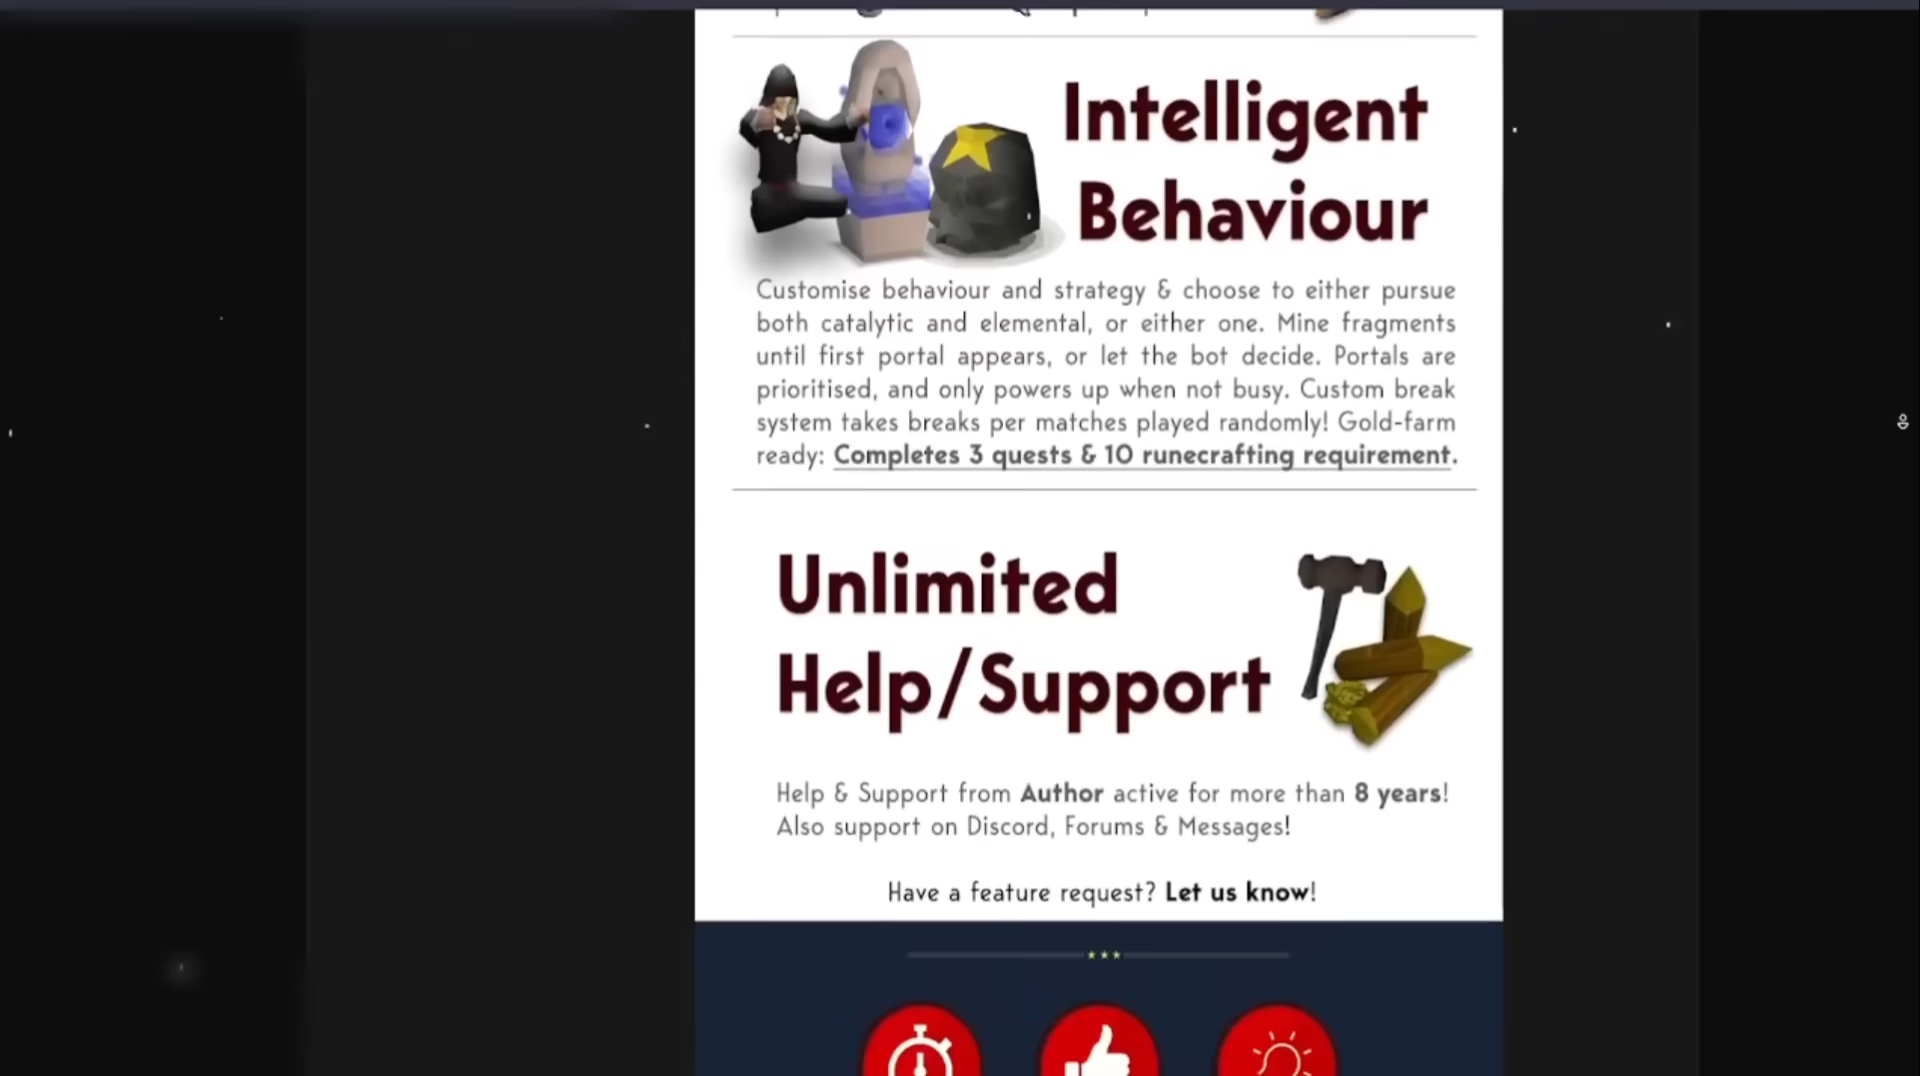 Intelligent
Behaviour
Customise behaviour and strategy & choose to either pursue
both catalytic and elemental, or either one. Mine fragments
until first portal appears, or let the bot decide. Portals are
prioritised, and only powers up when not busy. Custom break
system takes breaks per matches played randomly! Gold-farm
ready: Completes 3 quests & 10 runecrafting requirement.
Unlimited
Help/Support
Help & Support from Author active for more than 8 years!
Also support on Discord, Forums & Messages!
Have a feature request? Let us know!